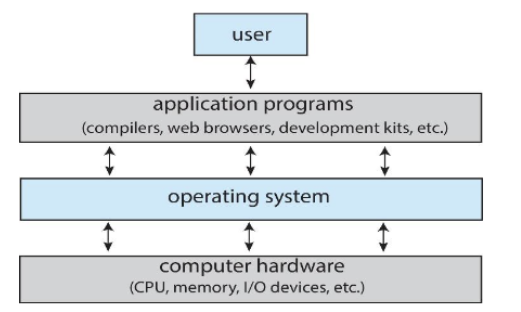 user
application programs
(compilers, web browsers, development kits, etc.)
operating system
computer hardware
(CPU, memory, I/O devices, etc.)